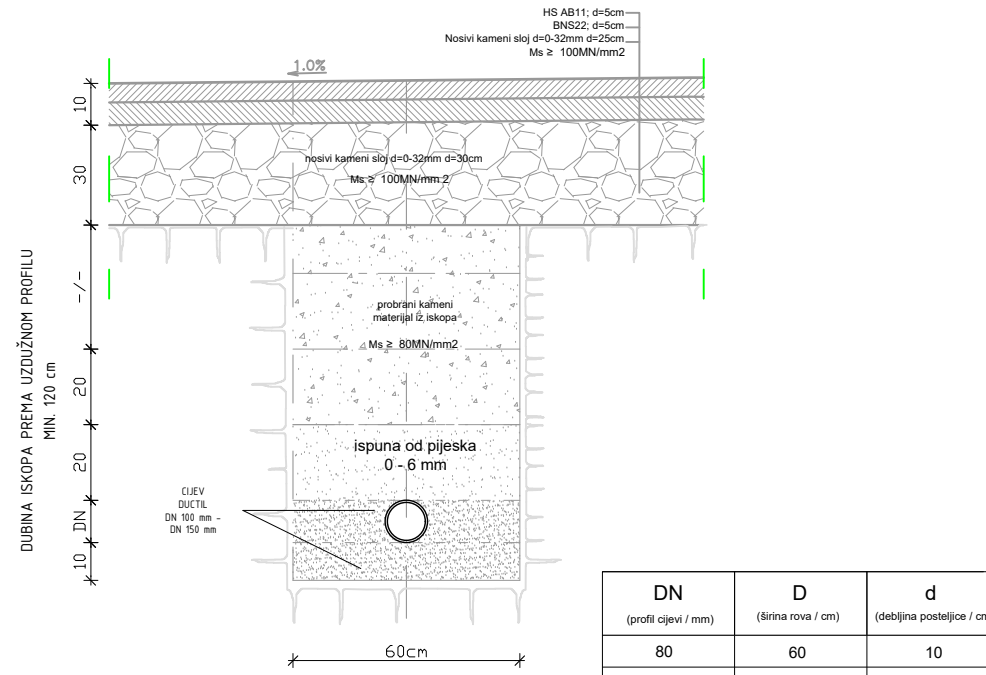 HS AB11; d=5cm
BNS22; d=5cm
Nosivi kameni sloj d=0-32mm d=25cm
Ms ≥ 100MN/mm2
1.0%
10
nosivi kameni sloj d=0-32mm d=30cm
Ms ≥ 100MN/mm 2
30
-/-
probrani kameni
materijal iz iskopa
Ms ≥ 80MN/mm2
20
20
ispuna od pijeska
0 - 6 mm
DUBINA ISKOPA PREMA UZDUŽNOM PROFILU
MIN. 120 cm
CIJEV
DUCTIL
DN 100 mm -
DN 150 mm
DN
10
60cm
DN D d
(profil cijevi / mm) (širina rova / cm) (debljina posteljice / cm
80 60 10